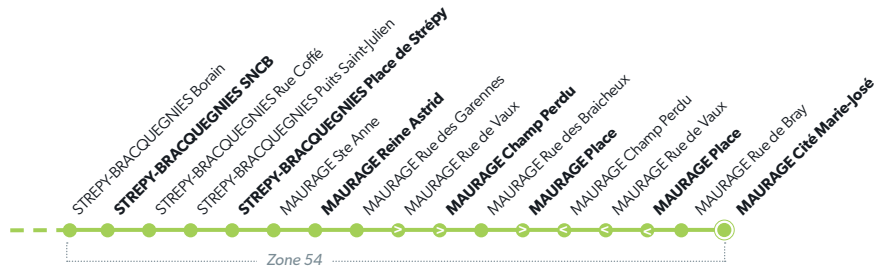 STREPY-BRACQUEGNIES Borain
STREPY-BRACQUEGNIES SNCB
STREPY-BRACQUEGNIES Rue Coffé
STREPY-BRACQUEGNIES Puits Saint-Julien
STREPY-BRACQUEGNIES Place de Strépy
MAURAGE Ste Anne
MAURAGE Reine Astrid
MAURAGE Rue des Garennes
MAURAGE Rue de Vaux
MAURAGE Champ Perdu
MAURAGE Rue des Braicheux
MAURAGE Place
MAURAGE Champ Perdu
MAURAGE Rue de Vaux
MAURAGE Place
MAURAGE Rue de Bray
MAURAGE Cité Marie-José
Zone 54